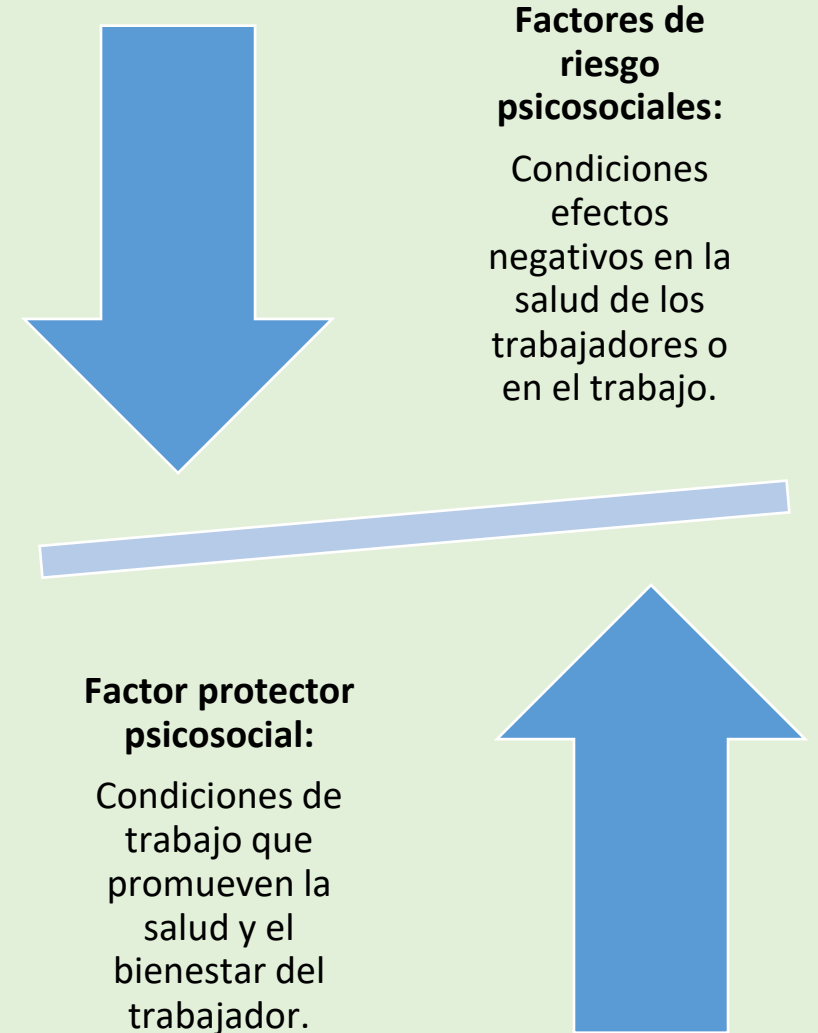 Factores de
riesgo
psicosociales:
Condiciones
efectos
negativos en la
salud de los
trabajadores o
en el trabajo.
Factor protector
psicosocial:
Condiciones de
trabajo que
promueven la
salud y el
bienestar del
trabajador.